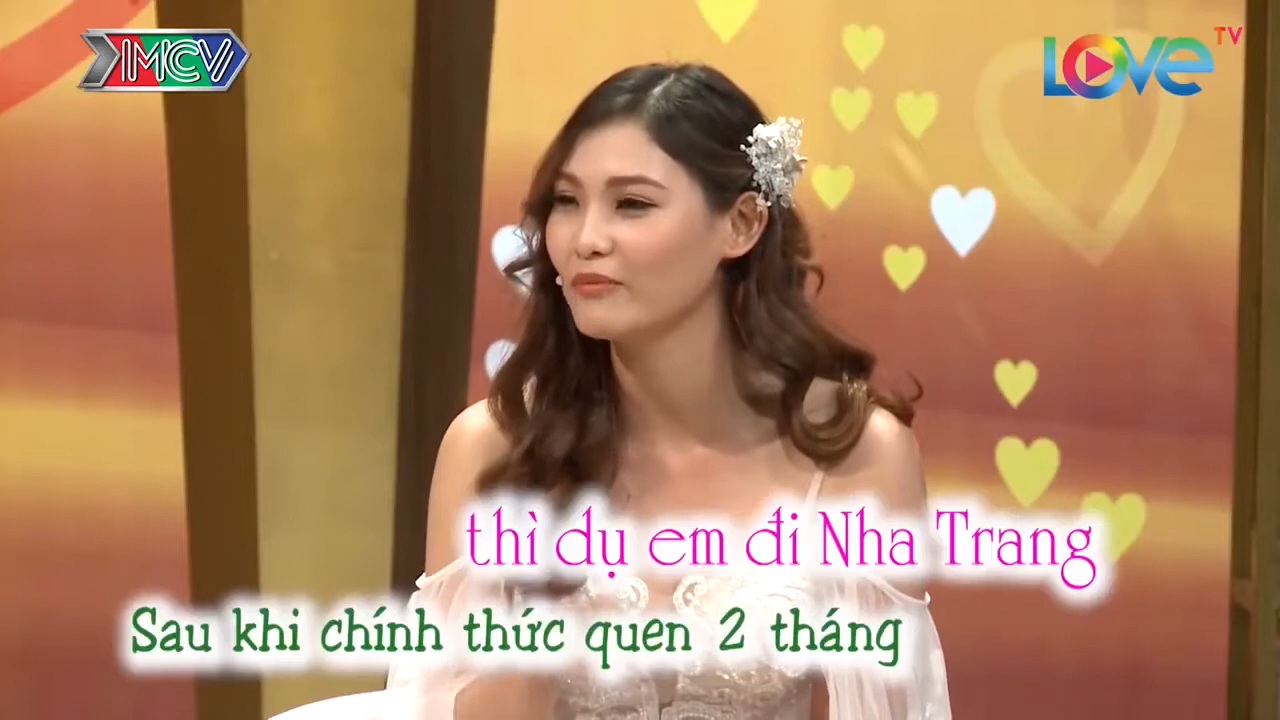 MCV
LOVE TV
thì dụ em đi Nha Trang
Sau khi chính thức quen 2 tháng